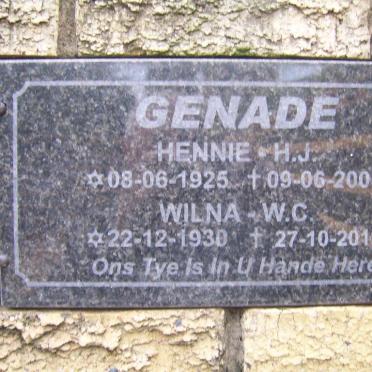 GENADE
HENNIE - H.J.
✡08-06-1925 †09-06-200
WILNA - W.C.
✡22-12-1930 † 27-10-201
Ons Tye Is In U Hande Here